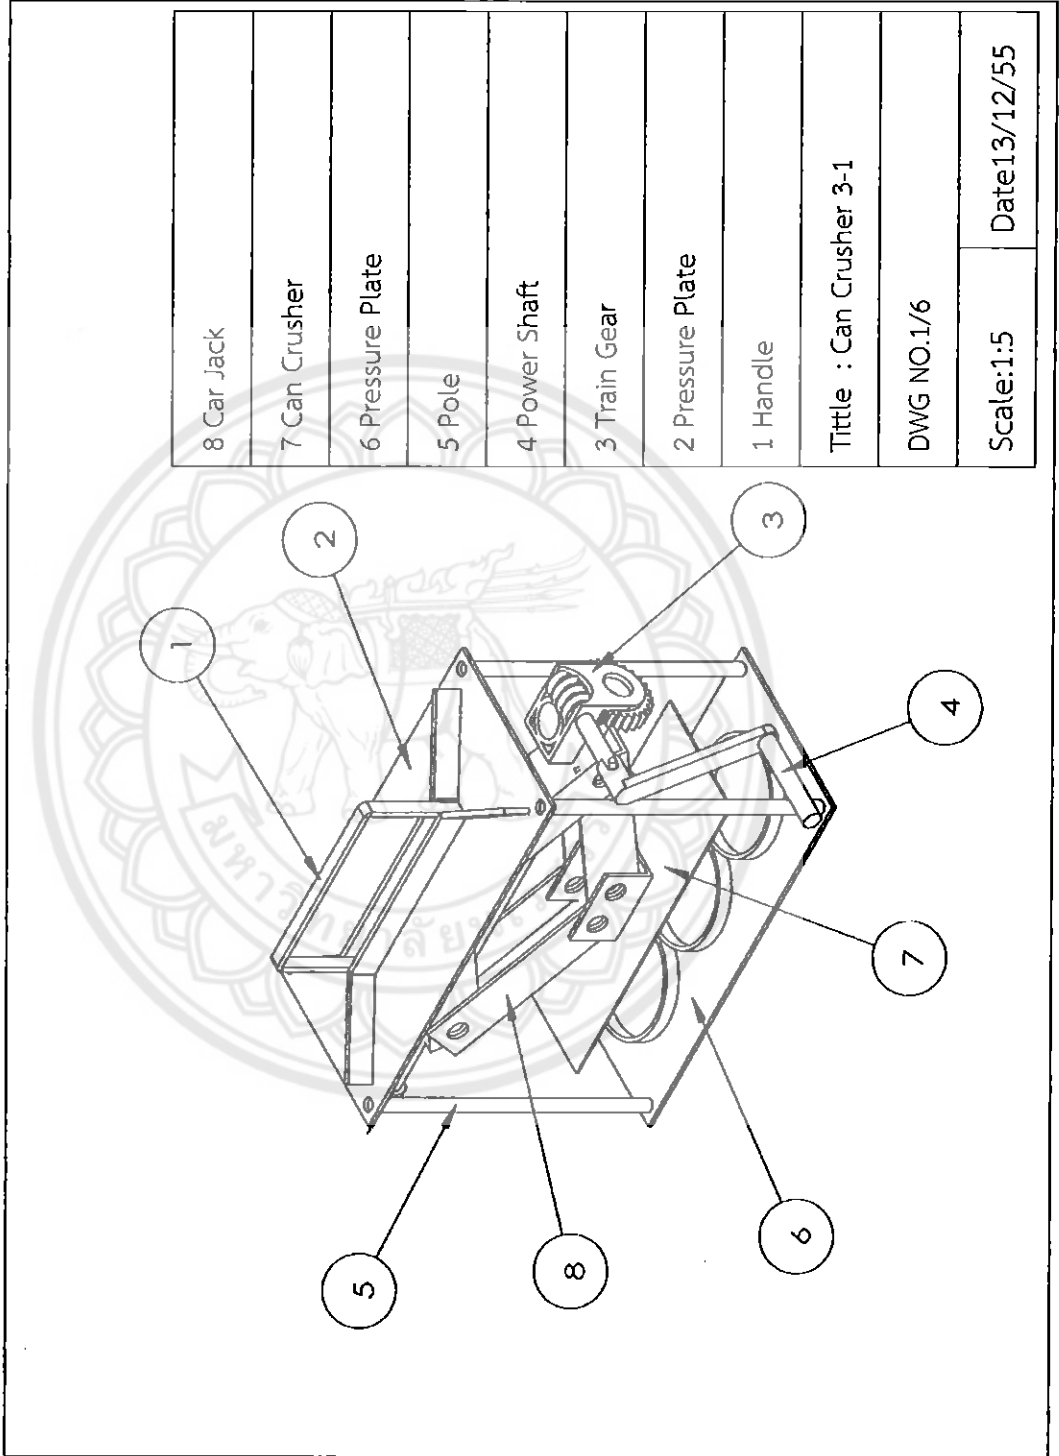 1
2
3
4
5
6
7
8
8 Car Jack
7 Can Crusher
6 Pressure Plate
5 Pole
4 Power Shaft
3 Train Gear
2 Pressure Plate
1 Handle
Tittle : Can Crusher 3-1
DWG NO.1/6
Scale:1:5 Date13/12/55